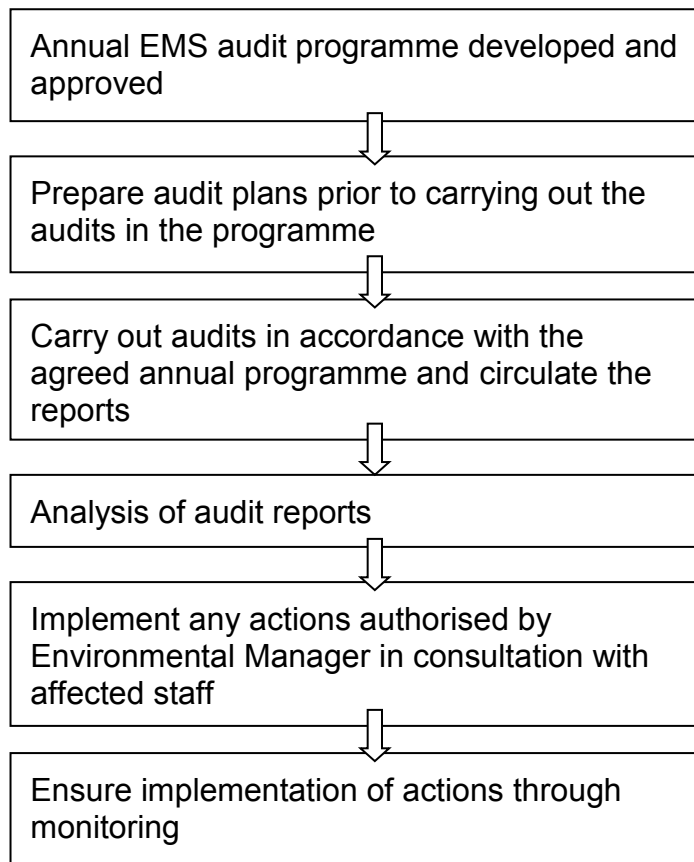 Annual EMS audit programme developed and
approved
Prepare audit plans prior to carrying out the
audits in the programme
Carry out audits in accordance with the
agreed annual programme and circulate the
reports
Analysis of audit reports
Implement any actions authorised by
Environmental Manager in consultation with
affected staff
Ensure implementation of actions through
monitoring